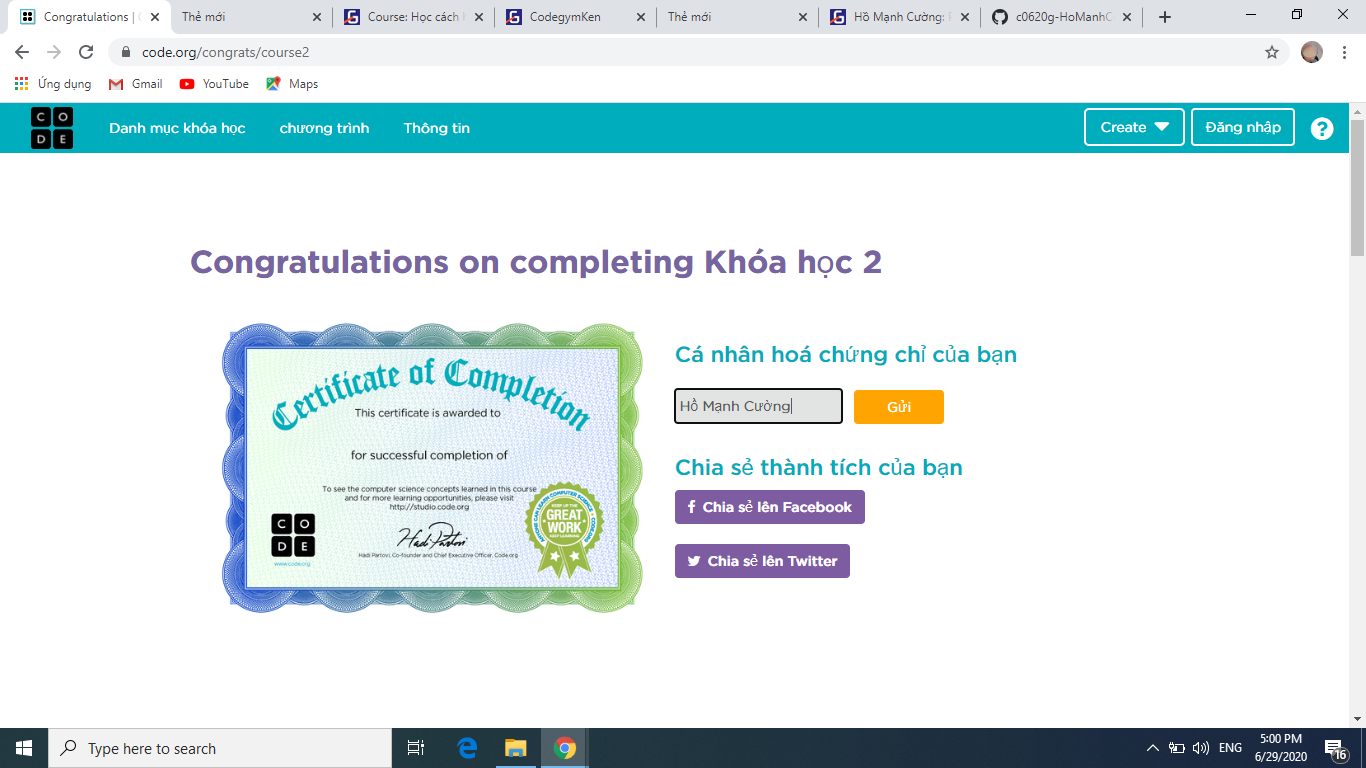 Congratulations | C
Thẻ mới
Course: Học cách
CodegymKen
Thẻ mới
Hồ Mạnh Cường:
c0620g-HoManhC
code.org/congrats/course2
Ứng dụng
Gmail
YouTube
Maps
CODE
Danh mục khóa học
chương trình
Thông tin
Create
Đăng nhập
?
Congratulations on completing Khóa học 2
Certificate of Completion
This certificate is awarded to
for successful completion of
To see the computer science concepts learned in this course
and for more learning opportunities, please visit
http://studio.code.org
CODE
www.code.org
Hadi Partovi
Hadi Partovi, Co-founder and Chief Executive Officer, Code.org
ANYONE CAN LEARN COMPUTER SCIENCE • CODE.ORG
KEEP UP THE
GREAT
WORK
KEEP LEARNING
Cá nhân hoá chứng chỉ của bạn
Hồ Mạnh Cường
Gửi
Chia sẻ thành tích của bạn
Chia sẻ lên Facebook
Chia sẻ lên Twitter
Type here to search
ENG
5:00 PM
6/29/2020
16